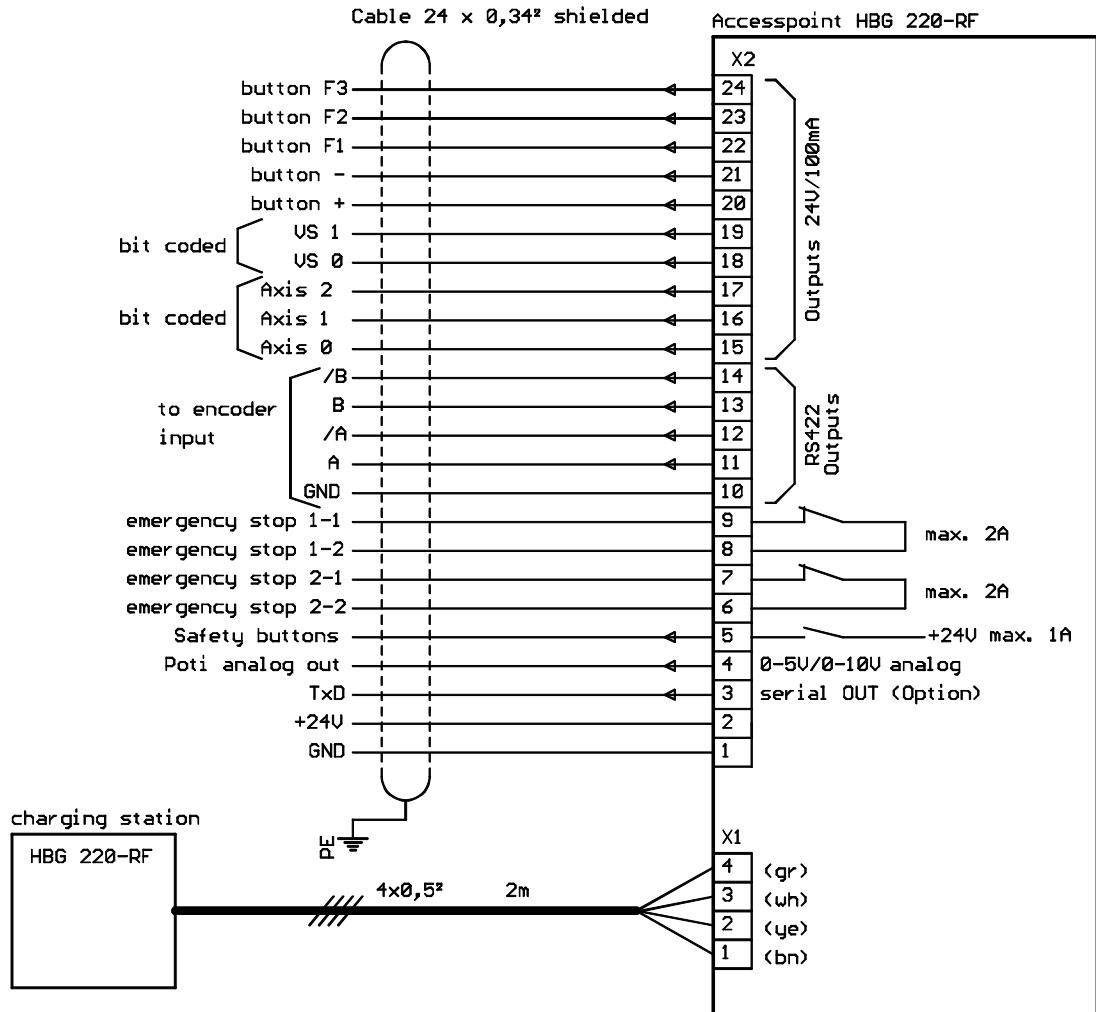 Cable 24 x 0,34² shielded
Accesspoint HBG 220-RF
X2
button F3 24
button F2 23
button F1 22
button - 21
button + 20
VS 1 19
VS 0 18
bit coded
Axis 2 17
Axis 1 16
Axis 0 15
bit coded
Outputs 24V/100mA
/B 14
B 13
/A 12
A 11
GND 10
to encoder
input
RS422
Outputs
emergency stop 1-1 9
emergency stop 1-2 8
max. 2A
emergency stop 2-1 7
emergency stop 2-2 6
max. 2A
Safety buttons 5 +24V max. 1A
Poti analog out 4 0-5V/0-10V analog
TxD 3 serial OUT (Option)
+24V 2
GND 1
PE
charging station
HBG 220-RF
4x0,5² 2m
X1
4 (gr)
3 (wh)
2 (ye)
1 (bn)